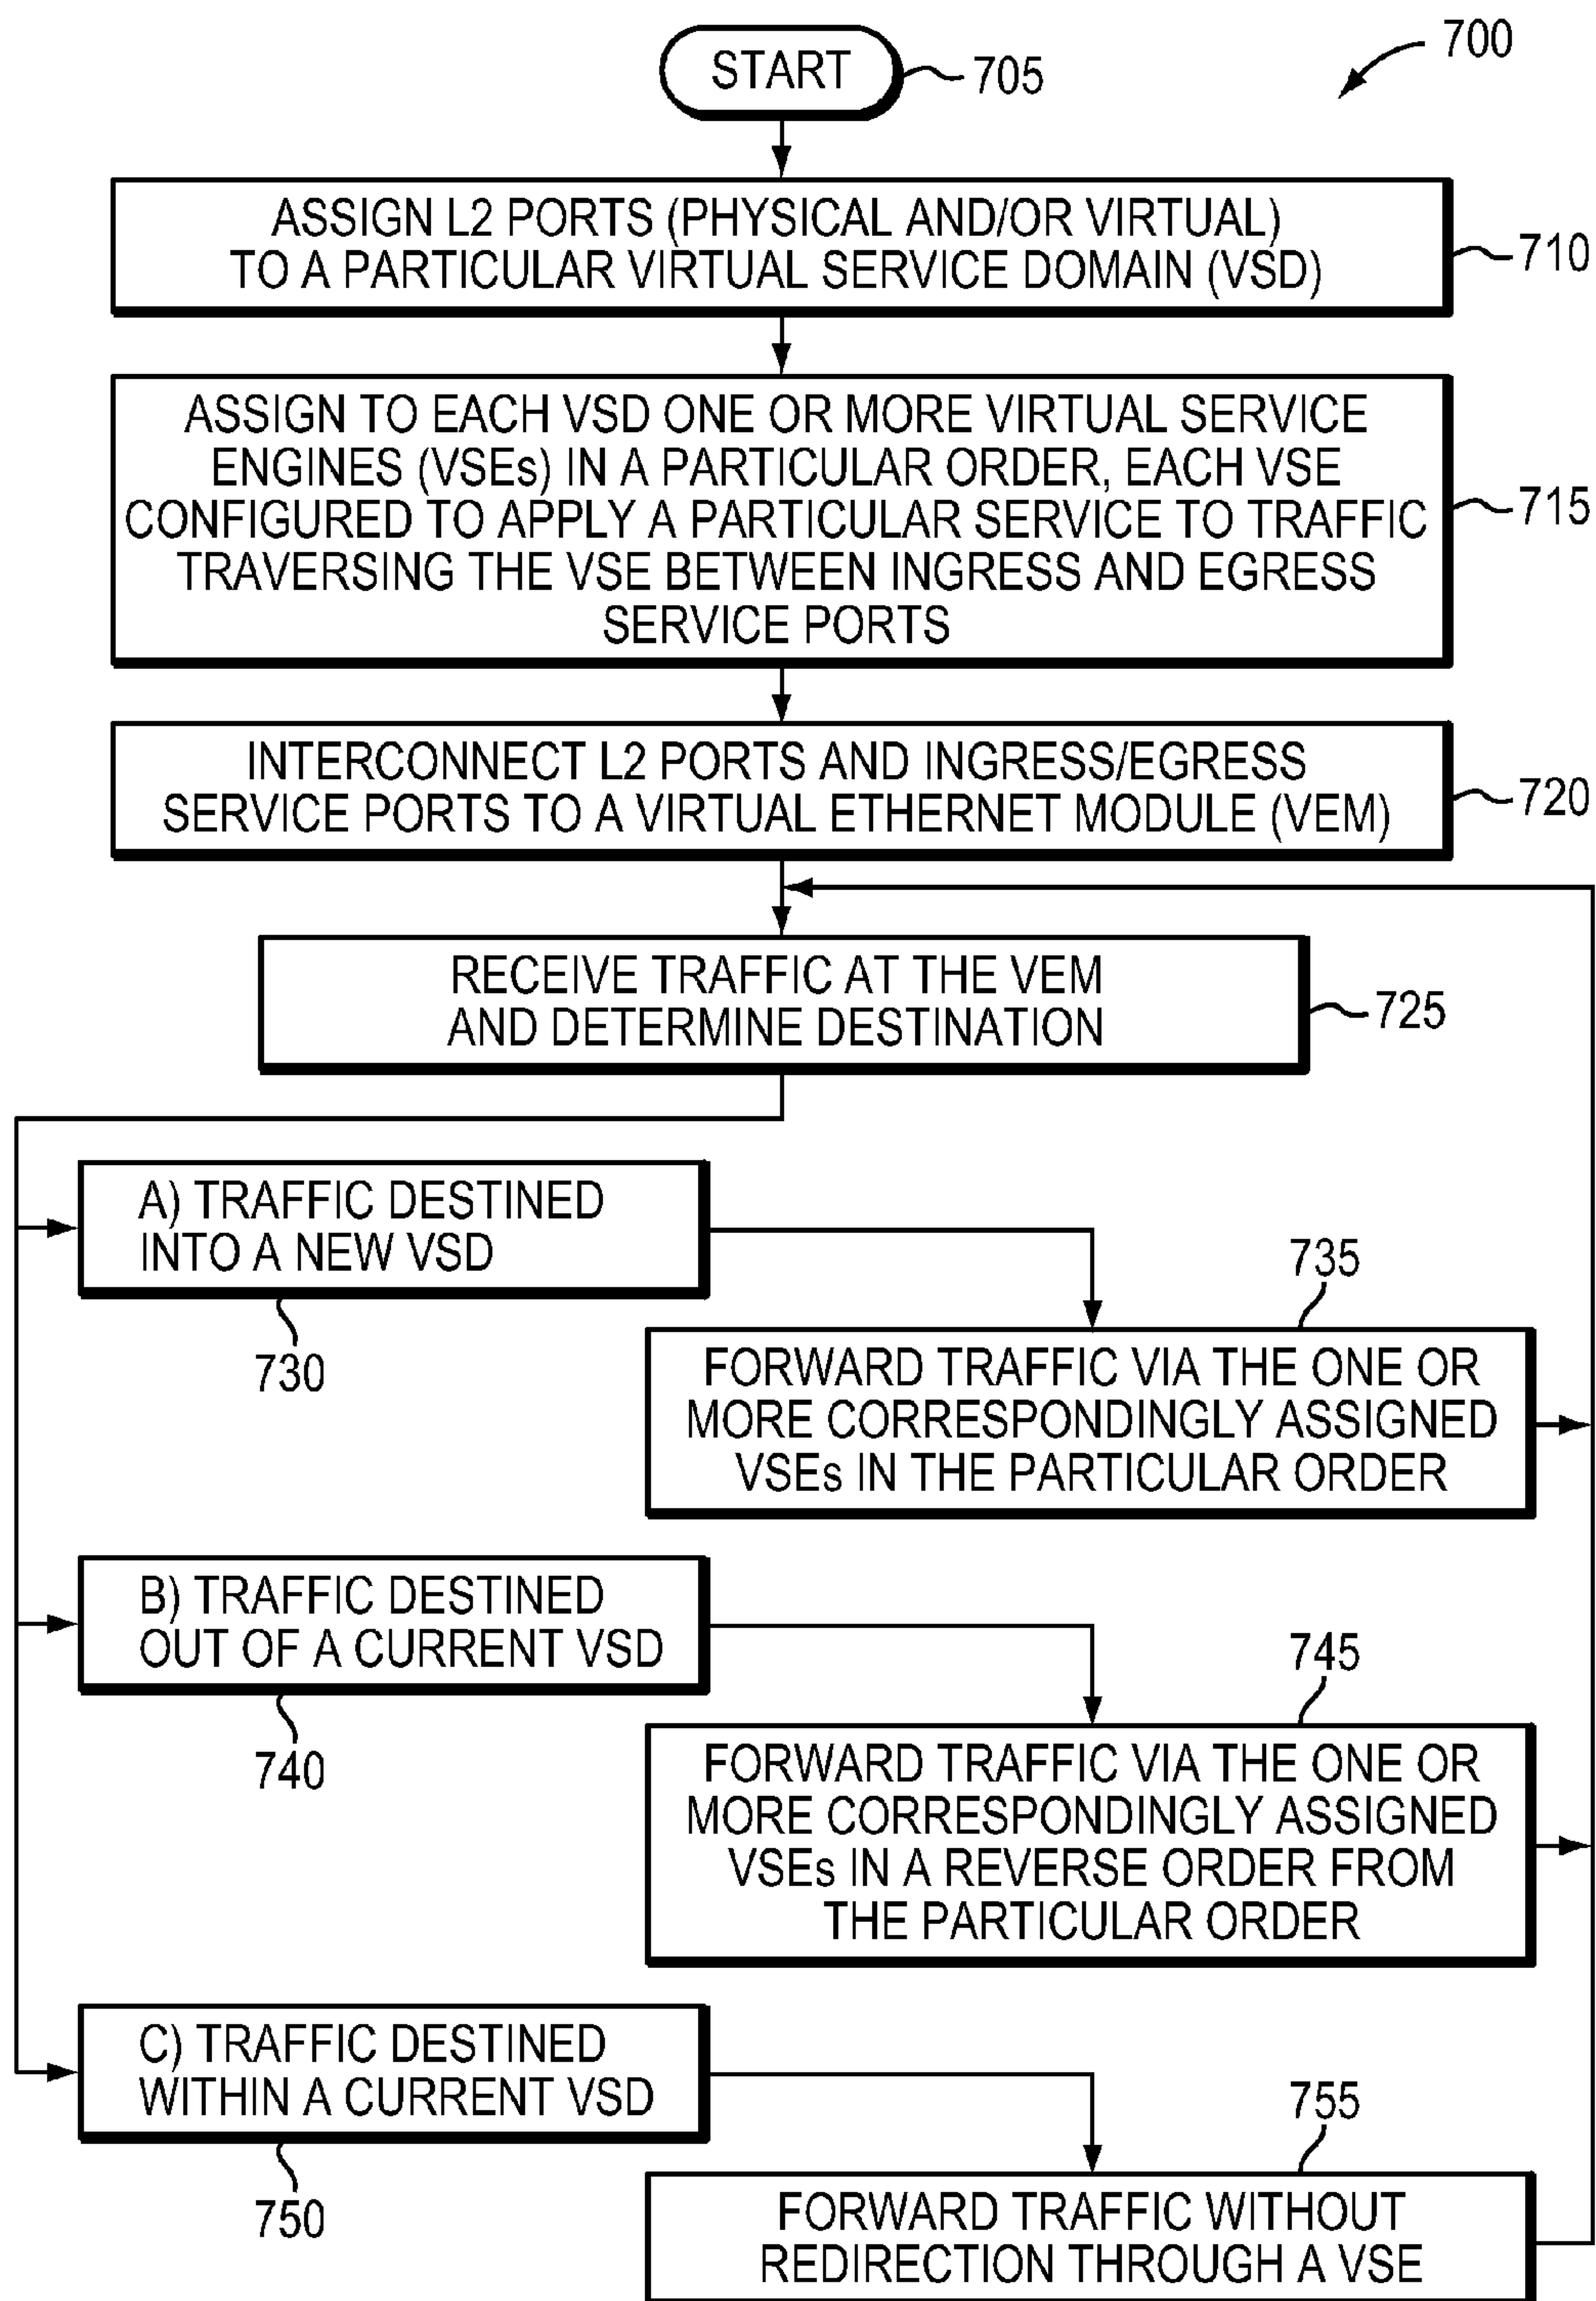 700
START
705
ASSIGN L2 PORTS (PHYSICAL AND/OR VIRTUAL)
TO A PARTICULAR VIRTUAL SERVICE DOMAIN (VSD)
710
ASSIGN TO EACH VSD ONE OR MORE VIRTUAL SERVICE
ENGINES (VSEs) IN A PARTICULAR ORDER, EACH VSE
CONFIGURED TO APPLY A PARTICULAR SERVICE TO TRAFFIC
TRAVERSING THE VSE BETWEEN INGRESS AND EGRESS
SERVICE PORTS
715
INTERCONNECT L2 PORTS AND INGRESS/EGRESS
SERVICE PORTS TO A VIRTUAL ETHERNET MODULE (VEM)
720
RECEIVE TRAFFIC AT THE VEM
AND DETERMINE DESTINATION
725
A) TRAFFIC DESTINED
INTO A NEW VSD
730
735
FORWARD TRAFFIC VIA THE ONE OR
MORE CORRESPONDINGLY ASSIGNED
VSEs IN THE PARTICULAR ORDER
B) TRAFFIC DESTINED
OUT OF A CURRENT VSD
740
745
FORWARD TRAFFIC VIA THE ONE OR
MORE CORRESPONDINGLY ASSIGNED
VSEs IN A REVERSE ORDER FROM
THE PARTICULAR ORDER
C) TRAFFIC DESTINED
WITHIN A CURRENT VSD
750
755
FORWARD TRAFFIC WITHOUT
REDIRECTION THROUGH A VSE